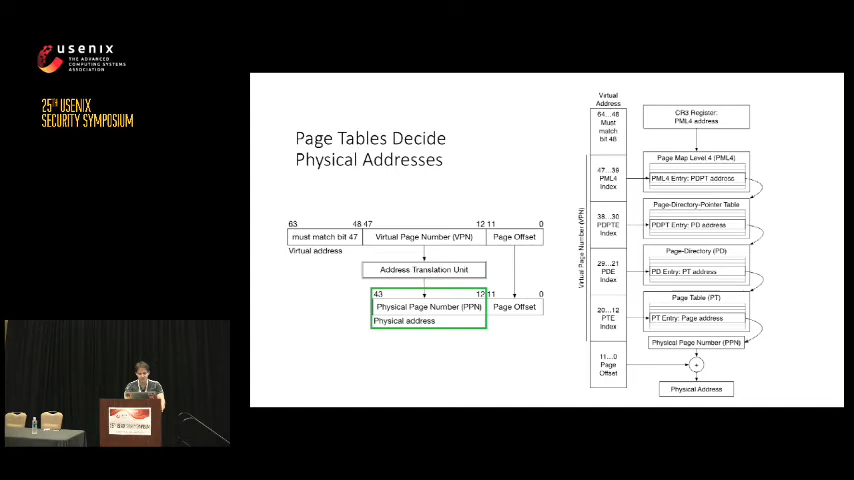 usenix
THE ADVANCED
COMPUTING SYSTEMS
ASSOCIATION
25TH USENIX
SECURITY SYMPOSIUM
Page Tables Decide
Physical Addresses
63 48 47 12 11 0
must match bit 47 Virtual Page Number (VPN) Page Offset
Virtual address
Address Translation Unit
43 12 11 0
Physical Page Number (PPN) Page Offset
Physical address
Virtual
Address
64...48
Must
match
bit 48
47...39
PML4
Index
38...30
PDPTE
Index
29...21
PDE
Index
20...12
PTE
Index
11...0
Page
Offset
Virtual Page Number (VPN)
CR3 Register:
PML4 address
Page Map Level 4 (PML4)
PML4 Entry: PDPT address
Page-Directory-Pointer Table
PDPT Entry: PD address
Page-Directory (PD)
PD Entry: PT address
Page Table (PT)
PT Entry: Page address
Physical Page Number (PPN)
+
Physical Address